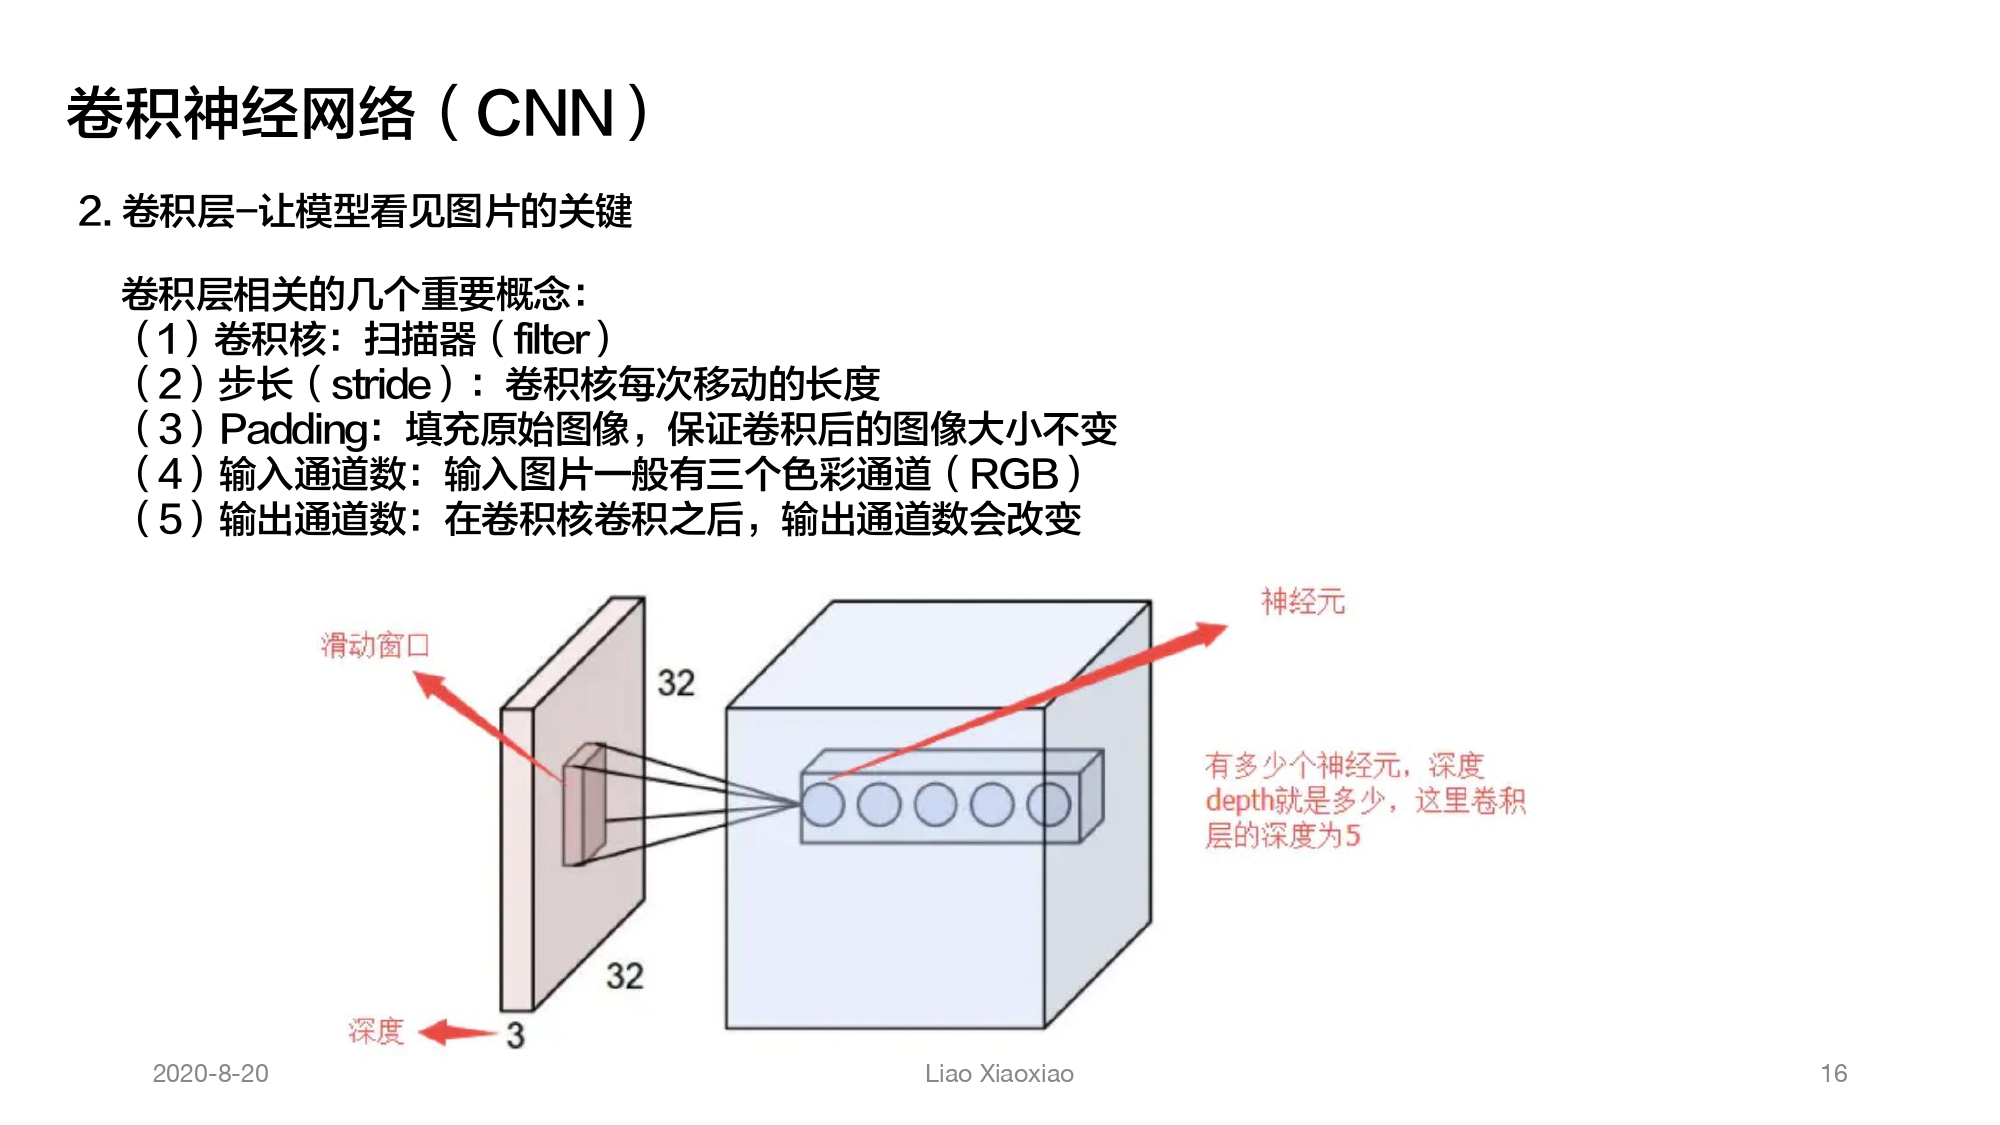 卷积神经网络（CNN）
2. 卷积层–让模型看见图片的关键
卷积层相关的几个重要概念：
（1）卷积核：扫描器（filter）
（2）步长（stride）：卷积核每次移动的长度
（3）Padding：填充原始图像，保证卷积后的图像大小不变
（4）输入通道数：输入图片一般有三个色彩通道（RGB）
（5）输出通道数：在卷积核卷积之后，输出通道数会改变
神经元
滑动窗口
32
有多少个神经元，深度
depth就是多少，这里卷积
层的深度为5
32
深度
3
2020-8-20
Liao Xiaoxiao
16